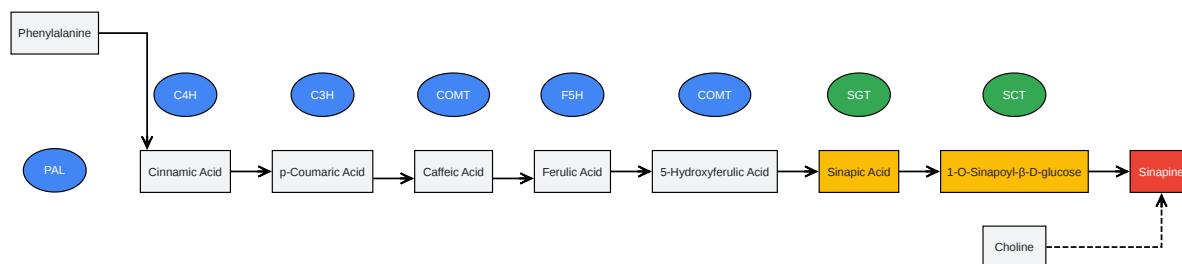 Phenylalanine
C4H
C3H
COMT
F5H
COMT
SGT
SCT
PAL
Cinnamic Acid
p-Coumaric Acid
Caffeic Acid
Ferulic Acid
5-Hydroxyferulic Acid
Sinapic Acid
1-O-Sinapoyl-β-D-glucose
Sinapine
Choline